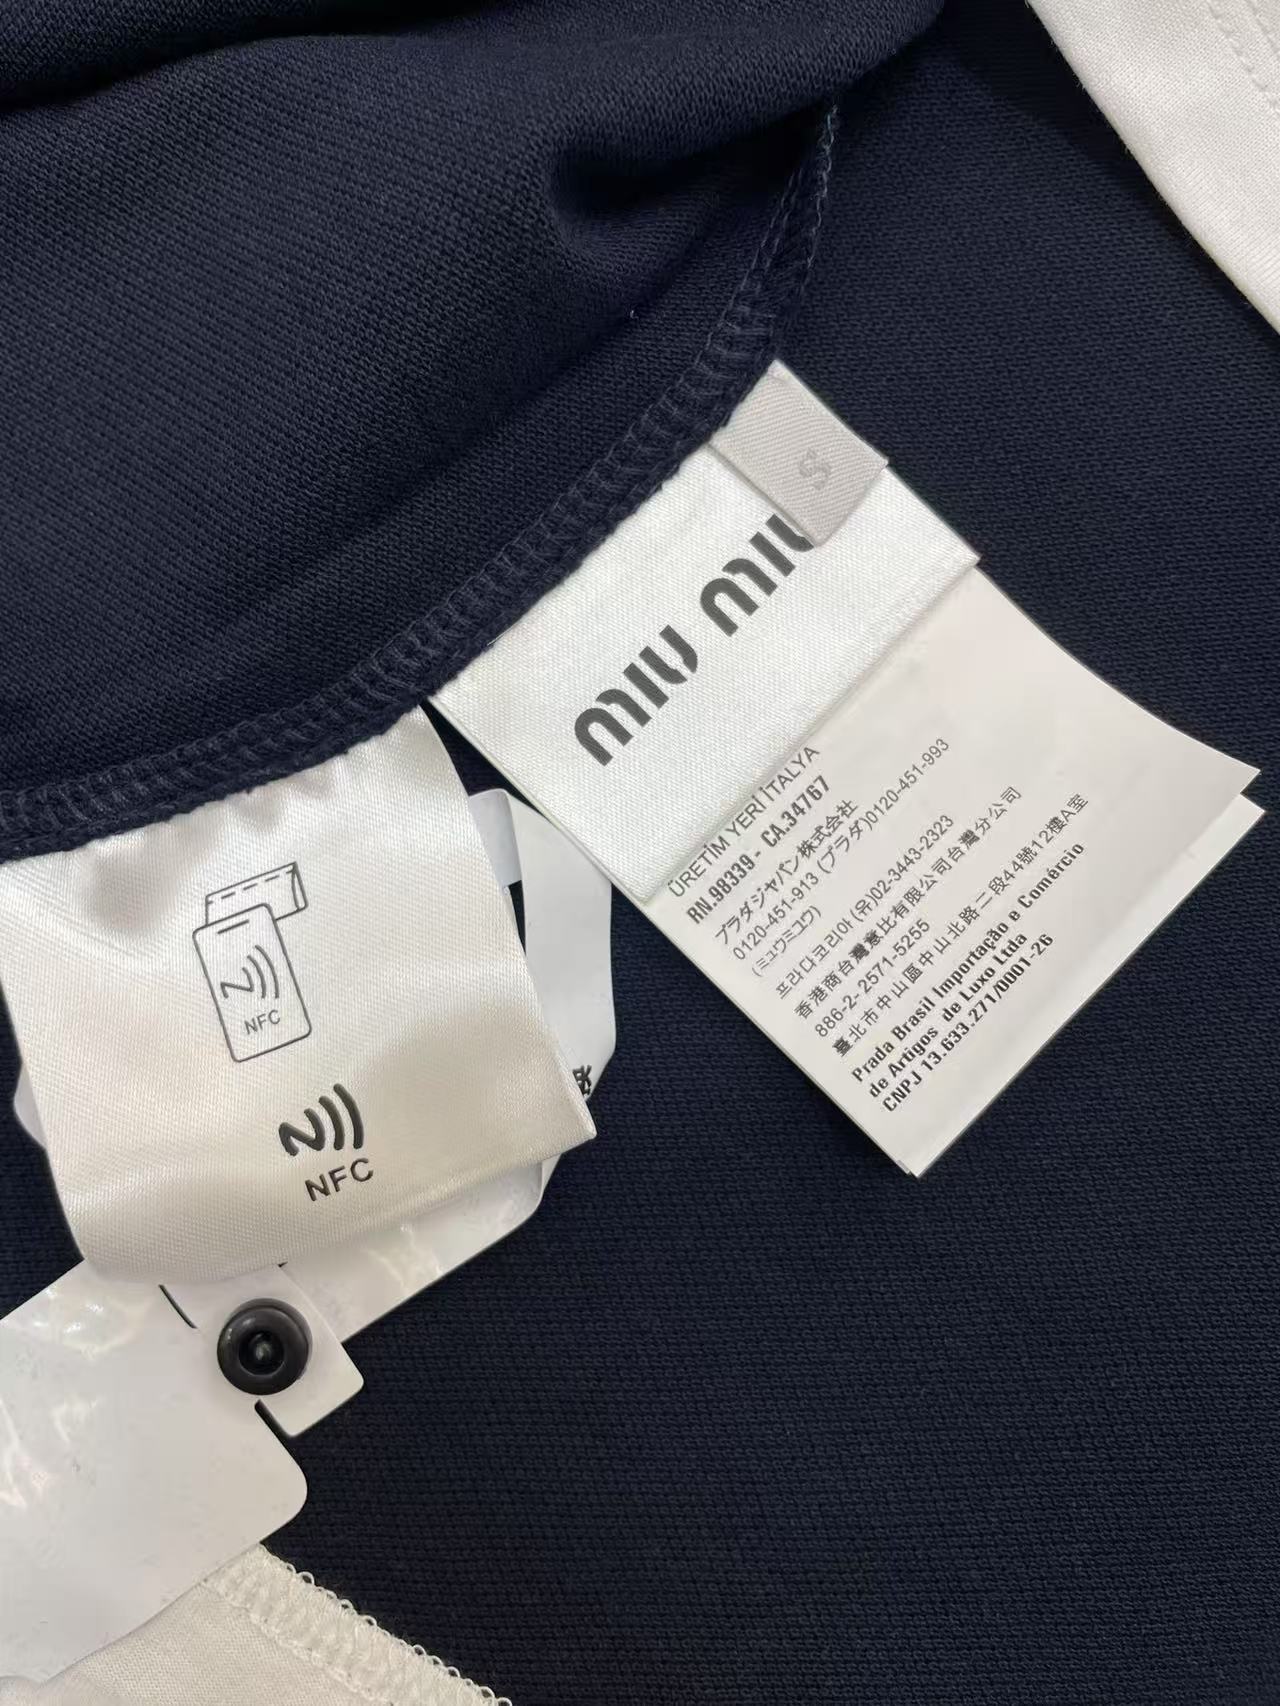 S
miu miu
ÜRETİM YERİ İTALYA
RN.98339 - CA.34767
プラダジャパン株式会社
0120-451-913 (プラダ)0120-451-993
(ミュウミュウ)
프라다코리아(유)02-3443-2323
香港商台灣意比有限公司台灣分公司
886-2-2571-5255
臺北市中山區中山北路二段44號12樓A室
Prada Brasil Importação e Comércio
de Artigos de Luxo Ltda
CNPJ 13.633.271/0001-26
NFC
NFC